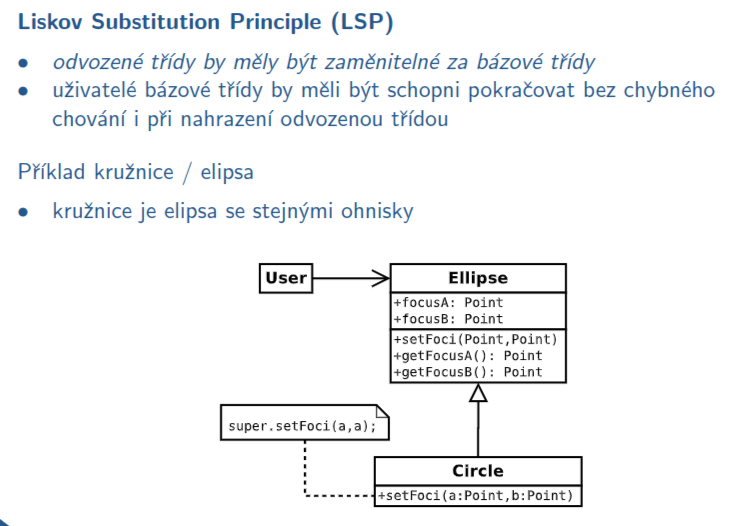 Liskov Substitution Principle (LSP)
• odvozené třídy by měly být zaměnitelné za bázové třídy
• uživatelé bázové třídy by měli být schopni pokračovat bez chybného
chování i při nahrazení odvozenou třídou
Příklad kružnice / elipsa
• kružnice je elipsa se stejnými ohnisky
User
Ellipse
+focusA: Point
+focusB: Point
+setFoci(Point,Point)
+getFocusA(): Point
+getFocusB(): Point
super.setFoci(a,a);
Circle
+setFoci(a:Point,b:Point)